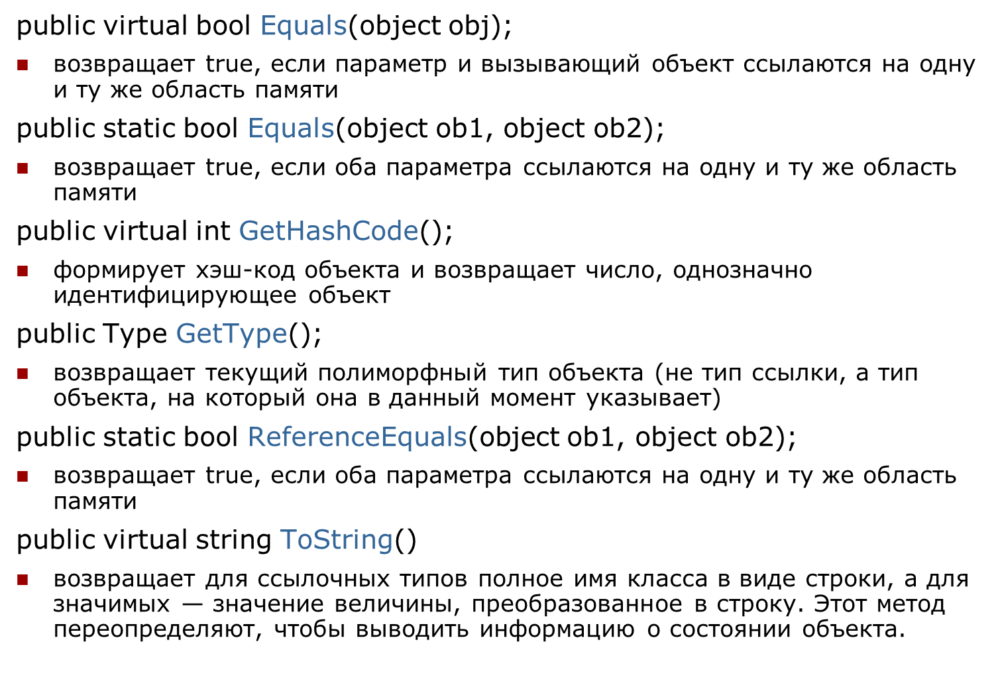 public virtual bool Equals(object obj);
возвращает true, если параметр и вызывающий объект ссылаются на одну
и ту же область памяти
public static bool Equals(object ob1, object ob2);
возвращает true, если оба параметра ссылаются на одну и ту же область
памяти
public virtual int GetHashCode();
формирует хэш-код объекта и возвращает число, однозначно
идентифицирующее объект
public Type GetType();
возвращает текущий полиморфный тип объекта (не тип ссылки, а тип
объекта, на который она в данный момент указывает)
public static bool ReferenceEquals(object ob1, object ob2);
возвращает true, если оба параметра ссылаются на одну и ту же область
памяти
public virtual string ToString()
возвращает для ссылочных типов полное имя класса в виде строки, а для
значимых — значение величины, преобразованное в строку. Этот метод
переопределяют, чтобы выводить информацию о состоянии объекта.